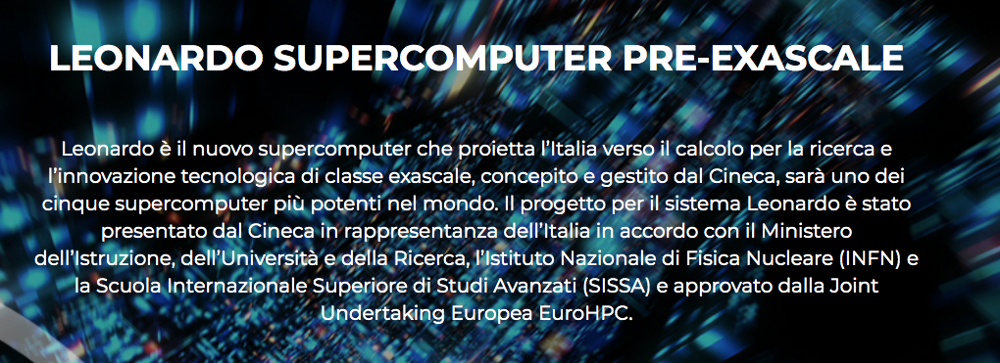 LEONARDO SUPERCOMPUTER PRE-EXASCALE
Leonardo è il nuovo supercomputer che proietta l'Italia verso il calcolo per la ricerca e
l'innovazione tecnologica di classe exascale, concepito e gestito dal Cineca, sarà uno dei
cinque supercomputer più potenti nel mondo. Il progetto per il sistema Leonardo è stato
presentato dal Cineca in rappresentanza dell'Italia in accordo con il Ministero
dell'Istruzione, dell'Università e della Ricerca, l'Istituto Nazionale di Fisica Nucleare (INFN) e
la Scuola Internazionale Superiore di Studi Avanzati (SISSA) e approvato dalla Joint
Undertaking Europea EuroHPC.